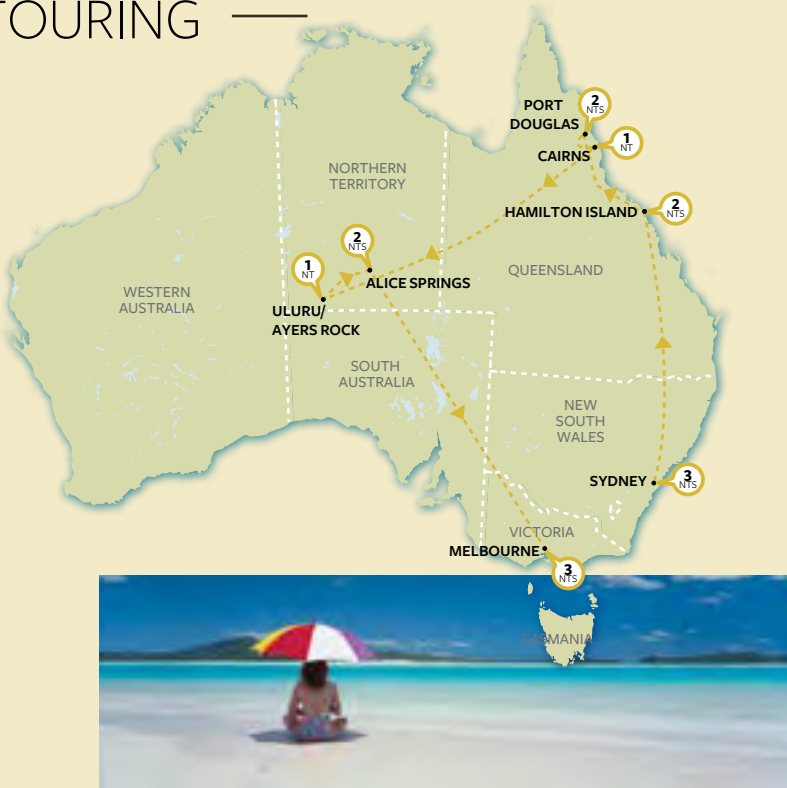 TOURING
2
NTS
PORT
DOUGLAS
1
NT
CAIRNS
NORTHERN
TERRITORY
2
NTS
HAMILTON ISLAND
2
NTS
1
NT
ALICE SPRINGS
QUEENSLAND
WESTERN
AUSTRALIA
ULURU/
AYERS ROCK
SOUTH
AUSTRALIA
NEW
SOUTH
WALES
SYDNEY
3
NTS
VICTORIA
MELBOURNE
3
NTS
TASMANIA